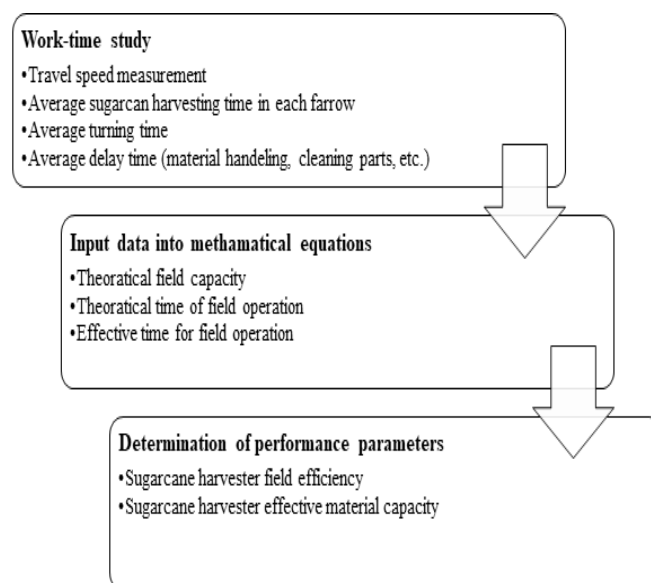 Work-time study
•Travel speed measurement
•Average sugarcan harvesting time in each farrow
•Average turning time
•Average delay time (material handeling, cleaning parts, etc.)
Input data into methamatical equations
•Theoratical field capacity
•Theoratical time of field operation
•Effective time for field operation
Determination of performance parameters
•Sugarcane harvester field efficiency
•Sugarcane harvester effective material capacity